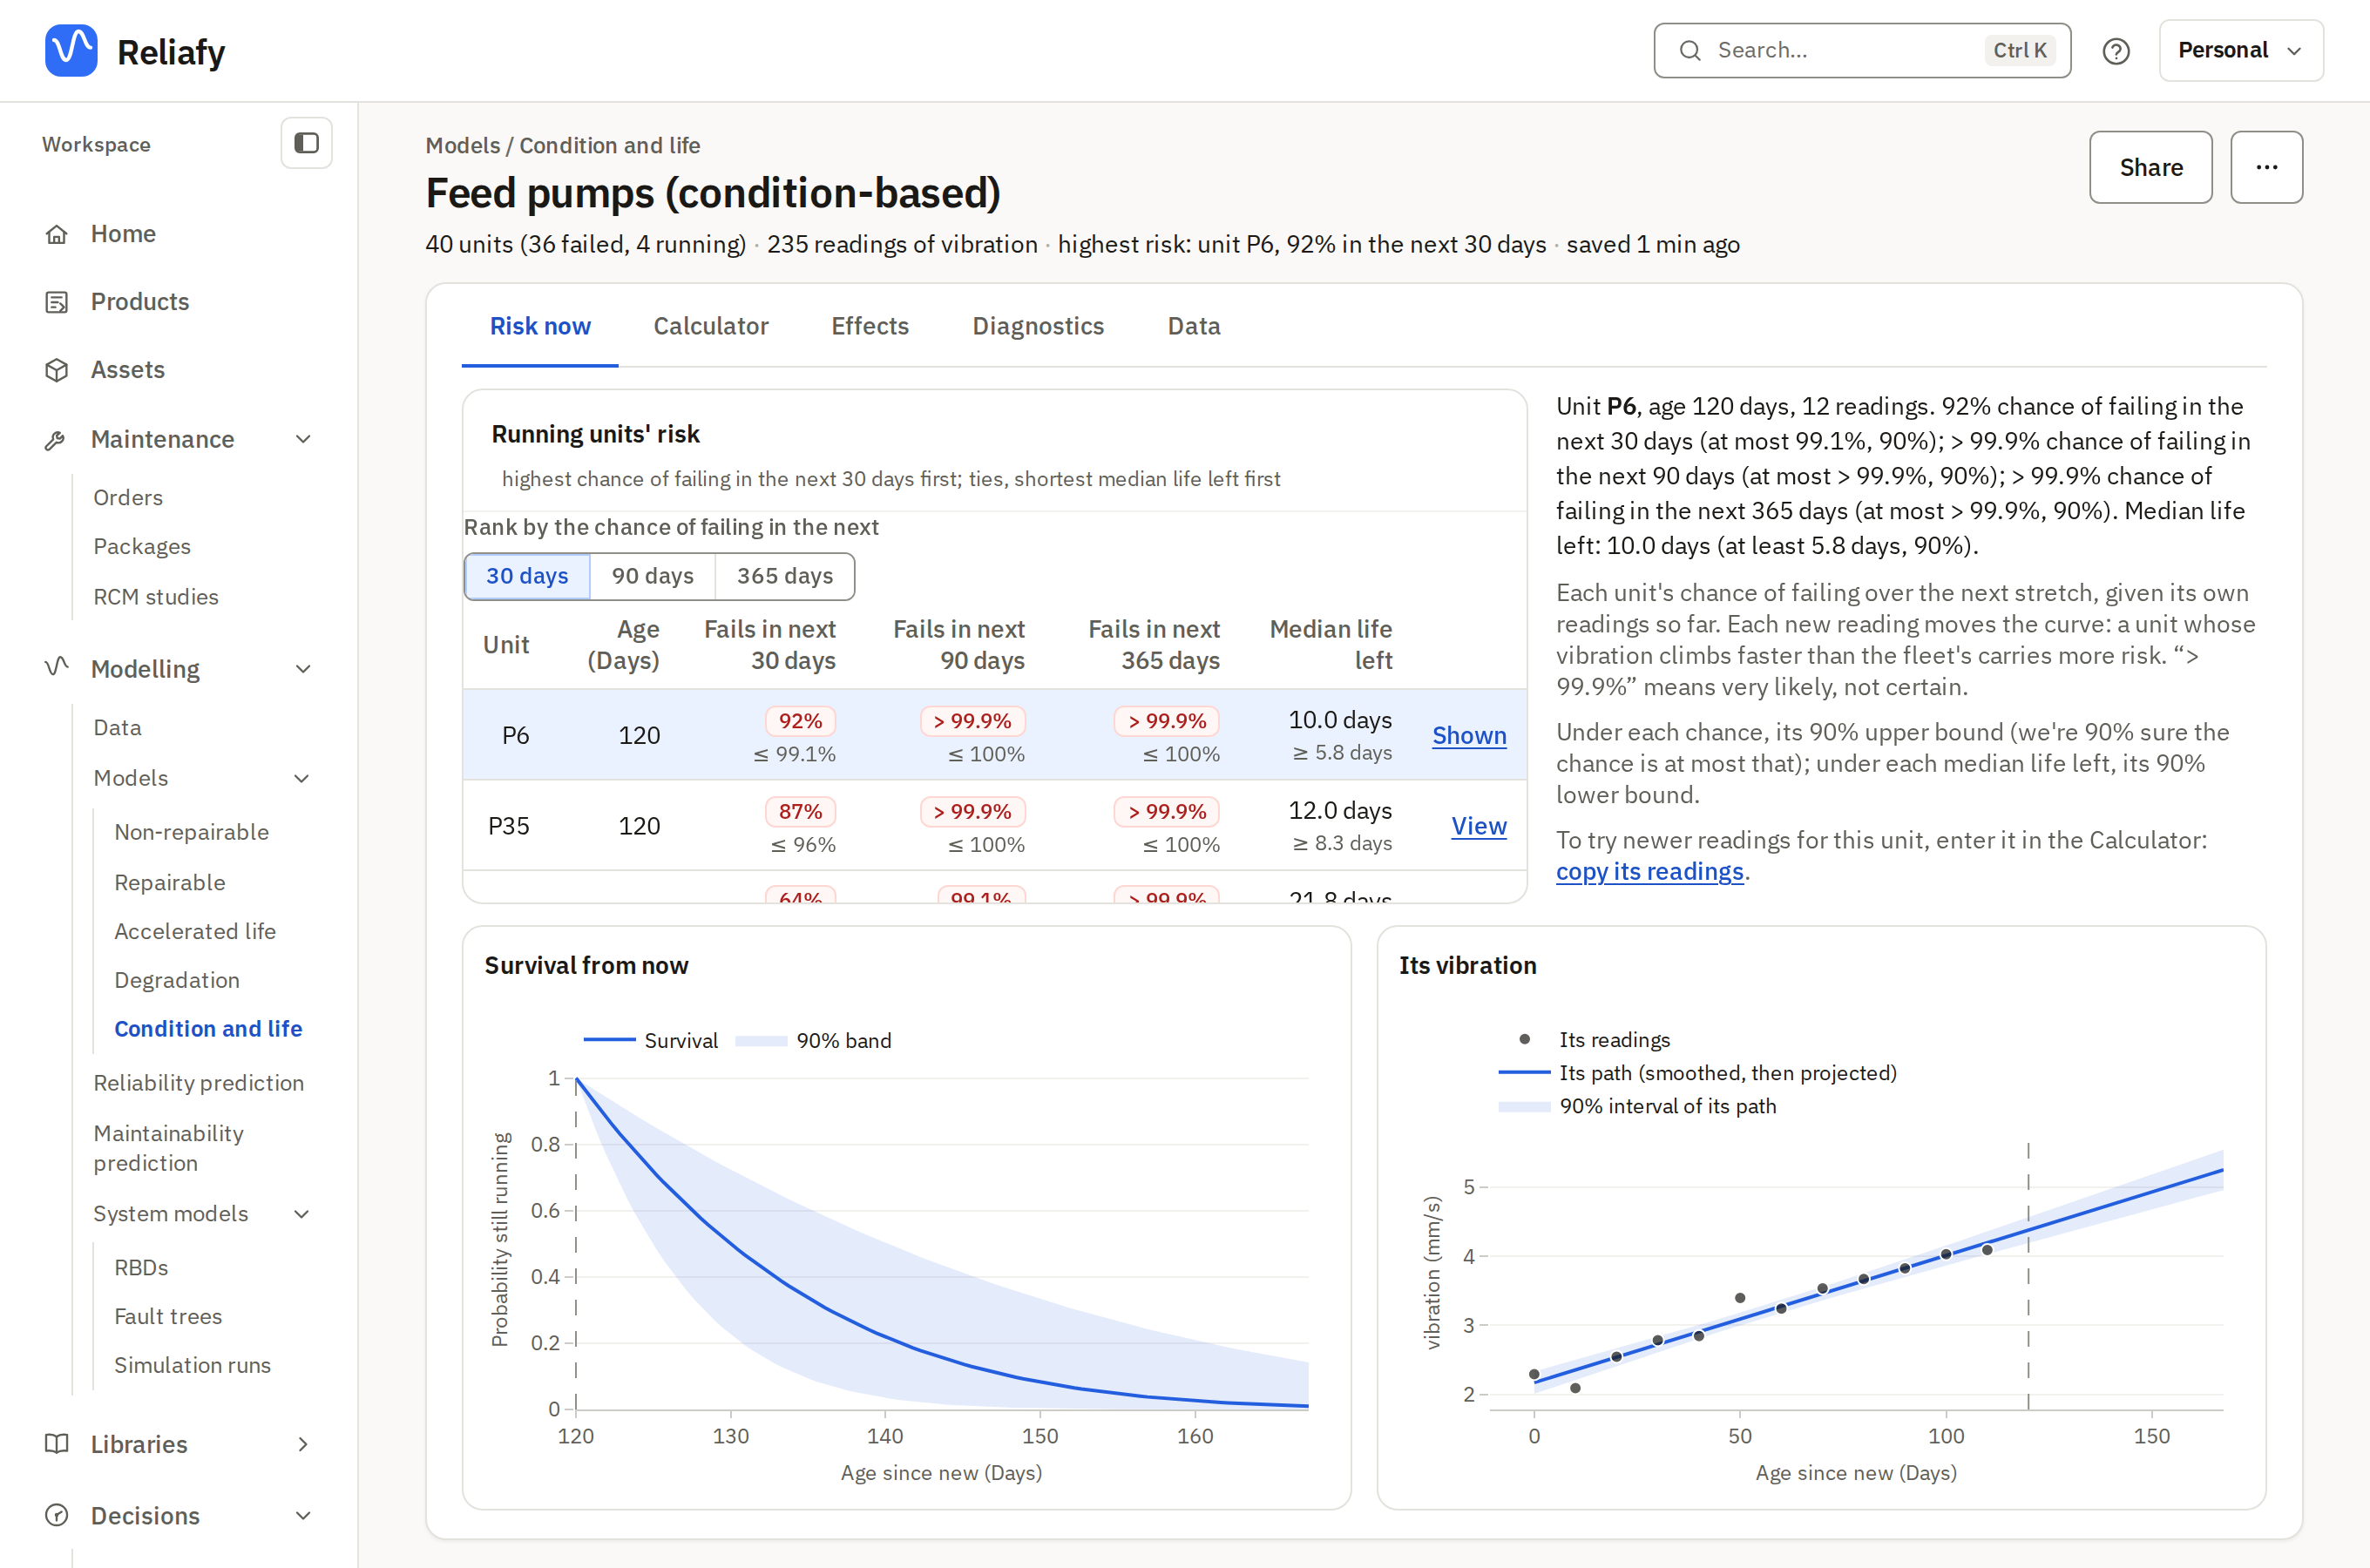 Reliafy
Search...
Ctrl K
Personal
Workspace
Home
Products
Assets
Maintenance
Orders
Packages
RCM studies
Modelling
Data
Models
Non-repairable
Repairable
Accelerated life
Degradation
Condition and life
Reliability prediction
Maintainability
prediction
System models
RBDs
Fault trees
Simulation runs
Libraries
Decisions
Models / Condition and life
Feed pumps (condition-based)
40 units (36 failed, 4 running) · 235 readings of vibration · highest risk: unit P6, 92% in the next 30 days · saved 1 min ago
Share
...
Risk now
Calculator
Effects
Diagnostics
Data
Running units' risk
highest chance of failing in the next 30 days first; ties, shortest median life left first
Rank by the chance of failing in the next
30 days 90 days 365 days
Unit Age (Days) Fails in next 30 days Fails in next 90 days Fails in next 365 days Median life left
P6 120 92% > 99.9% > 99.9% 10.0 days Shown
≤ 99.1% ≤ 100% ≤ 100% ≥ 5.8 days
P35 120 87% > 99.9% > 99.9% 12.0 days View
≤ 96% ≤ 100% ≤ 100% ≥ 8.3 days
64% 99.1% > 99.9% 21.8 days
Unit P6, age 120 days, 12 readings. 92% chance of failing in the
next 30 days (at most 99.1%, 90%); > 99.9% chance of failing in
the next 90 days (at most > 99.9%, 90%); > 99.9% chance of
failing in the next 365 days (at most > 99.9%, 90%). Median life
left: 10.0 days (at least 5.8 days, 90%).
Each unit's chance of failing over the next stretch, given its own
readings so far. Each new reading moves the curve: a unit whose
vibration climbs faster than the fleet's carries more risk. “>
99.9%” means very likely, not certain.
Under each chance, its 90% upper bound (we're 90% sure the
chance is at most that); under each median life left, its 90%
lower bound.
To try newer readings for this unit, enter it in the Calculator:
copy its readings.
Survival from now
Survival 90% band
Probability still running
1
0.8
0.6
0.4
0.2
0
120 130 140 150 160
Age since new (Days)
Its vibration
Its readings
Its path (smoothed, then projected)
90% interval of its path
vibration (mm/s)
5
4
3
2
0 50 100 150
Age since new (Days)